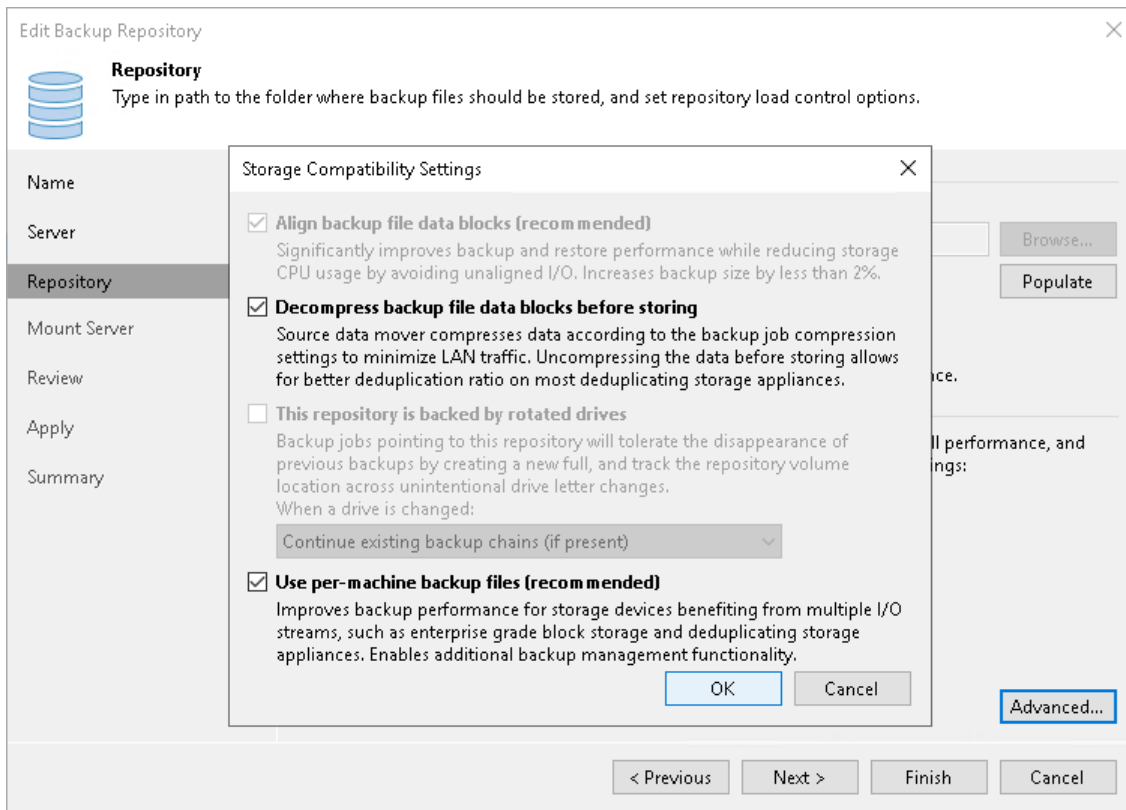 Edit Backup Repository
Repository
Type in path to the folder where backup files should be stored, and set repository load control options.
Name
Server
Repository
Mount Server
Review
Apply
Summary
Storage Compatibility Settings
Align backup file data blocks (recommended)
Significantly improves backup and restore performance while reducing storage
CPU usage by avoiding unaligned I/O. Increases backup size by less than 2%.
Decompress backup file data blocks before storing
Source data mover compresses data according to the backup job compression
settings to minimize LAN traffic. Uncompressing the data before storing allows
for better deduplication ratio on most deduplicating storage appliances.
This repository is backed by rotated drives
Backup jobs pointing to this repository will tolerate the disappearance of
previous backups by creating a new full, and track the repository volume
location across unintentional drive letter changes.
When a drive is changed:
Continue existing backup chains (if present)
Use per-machine backup files (recommended)
Improves backup performance for storage devices benefiting from multiple I/O
streams, such as enterprise grade block storage and deduplicating storage
appliances. Enables additional backup management functionality.
OK
Cancel
Browse...
Populate
ce.
ll performance, and
ings:
Advanced...
< Previous
Next >
Finish
Cancel